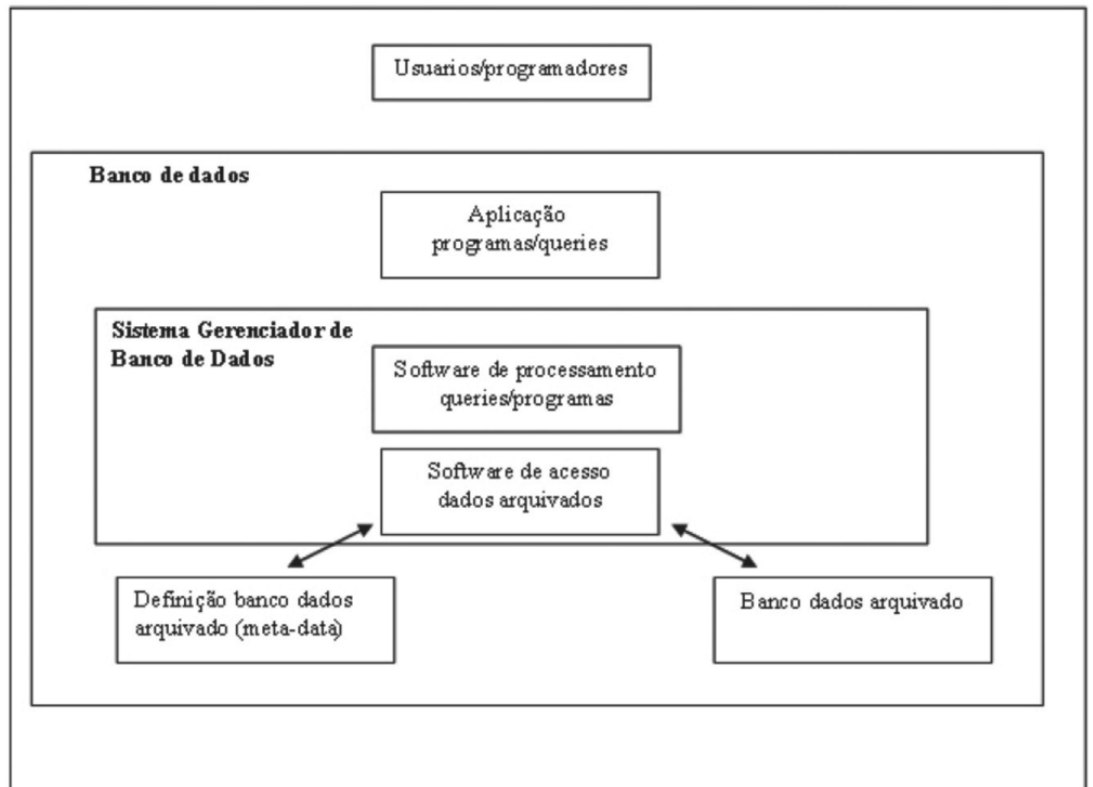 Usuarios/programadores
Banco de dados
Aplicação
programas/queries
Sistema Gerenciador de
Banco de Dados
Software de processamento
queries/programas
Software de acesso
dados arquivados
Definição banco dados
arquivado (meta-data)
Banco dados arquivado